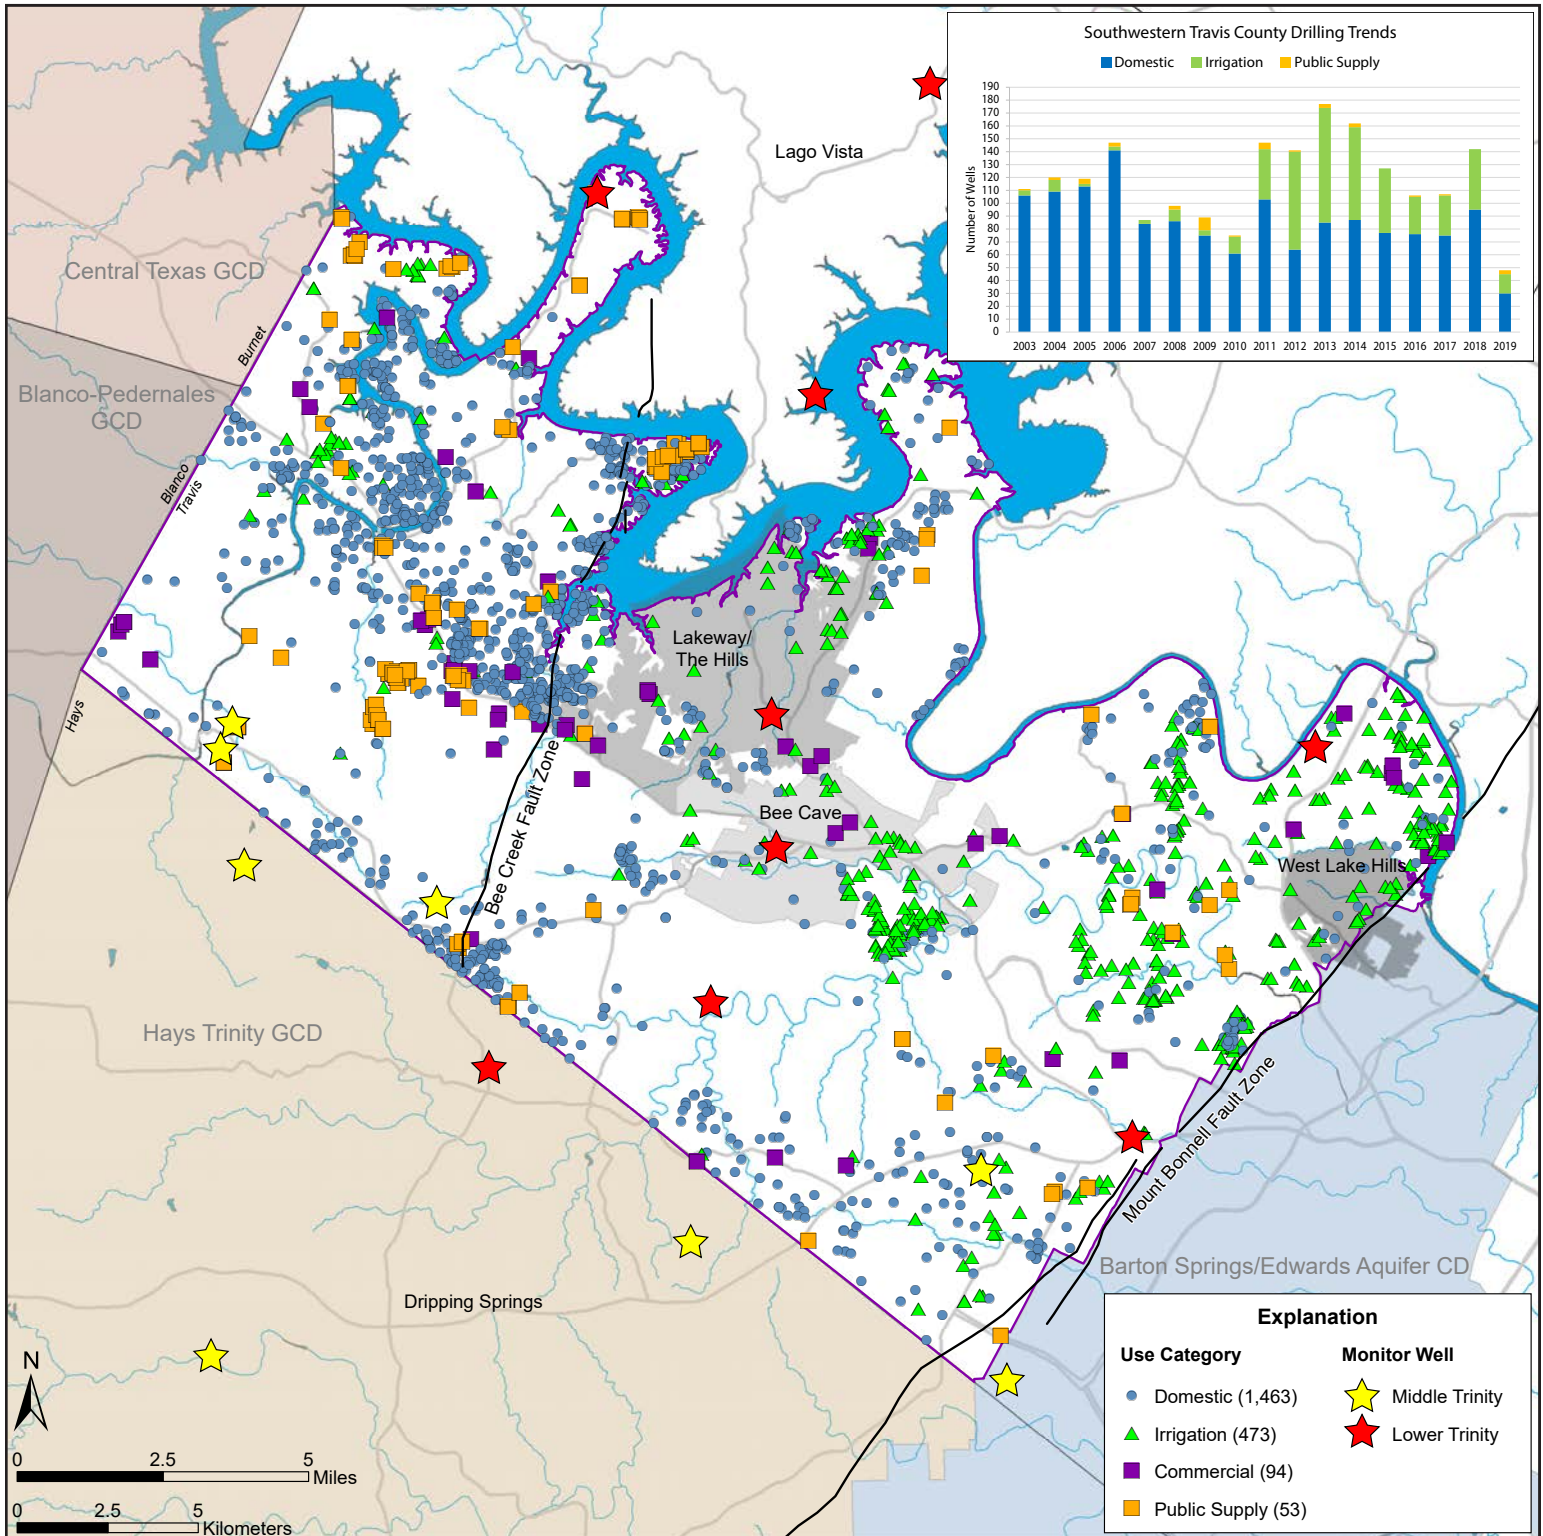 Southwestern Travis County Drilling Trends
Domestic Irrigation Public Supply
Number of Wells
190
180
170
160
150
140
130
120
110
100
90
80
70
60
50
40
30
20
10
0
2003 2004 2005 2006 2007 2008 2009 2010 2011 2012 2013 2014 2015 2016 2017 2018 2019
Lago Vista
Central Texas GCD
Burnet
Blanco-Pedernales
GCD
Blanco
Travis
Lakeway/
The Hills
Hays
Bee Creek Fault Zone
Bee Cave
West Lake Hills
Hays Trinity GCD
Mount Bonnell Fault Zone
Barton Springs/Edwards Aquifer CD
Dripping Springs
N
0 2.5 5
Miles
0 2.5 5
Kilometers
Explanation
Use Category Monitor Well
Domestic (1,463) Middle Trinity
Irrigation (473) Lower Trinity
Commercial (94)
Public Supply (53)